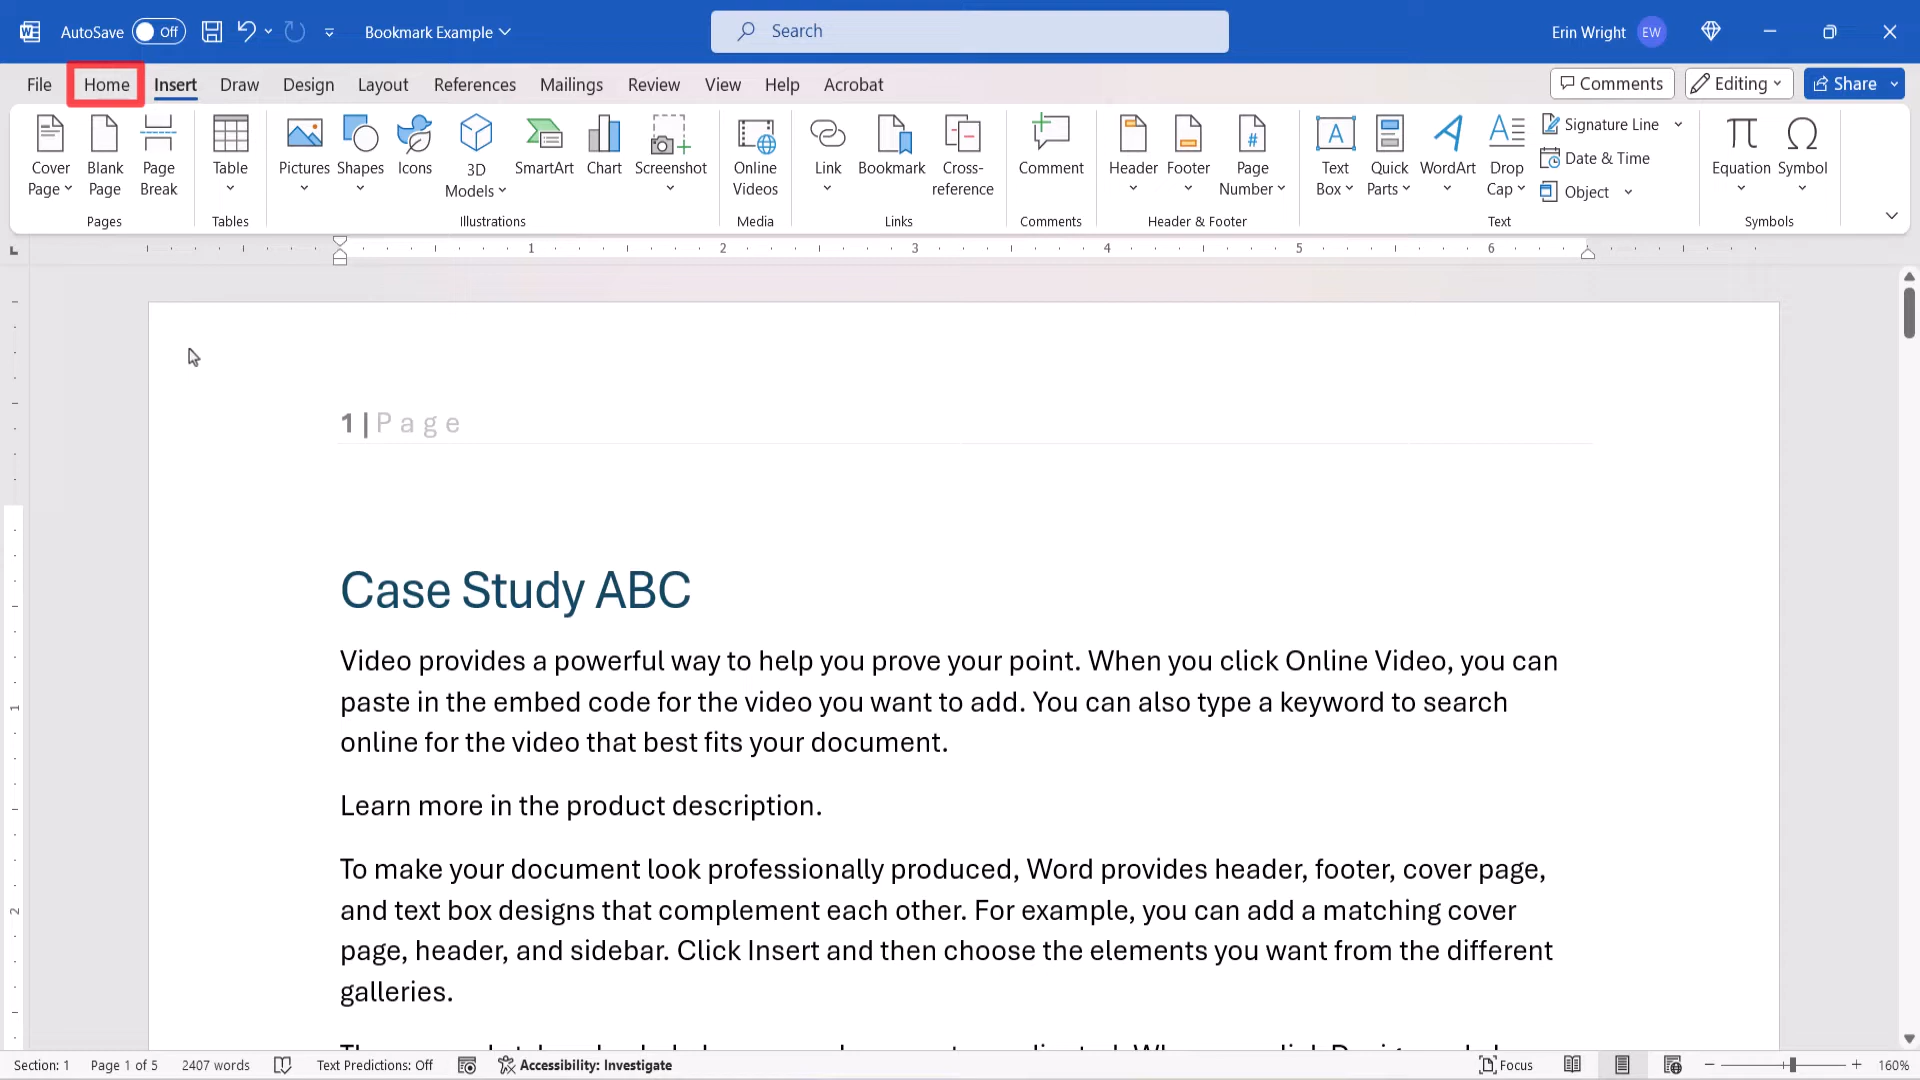 AutoSave Off Bookmark Example Search Erin Wright EW
File Home Insert Draw Design Layout References Mailings Review View Help Acrobat Comments Editing Share
Cover Page
Blank Page
Page Break
Pages
Table
Tables
Pictures
Shapes
Icons
3D Models
SmartArt
Chart
Screenshot
Illustrations
Online Videos
Media
Link
Bookmark
Cross-reference
Links
Comment
Comments
Header
Footer
Page Number
Header & Footer
Text Box
Quick Parts
WordArt
Drop Cap
Signature Line
Date & Time
Object
Text
Equation
Symbol
Symbols
1 2 3 4 5 6
1 | Page
Case Study ABC
Video provides a powerful way to help you prove your point. When you click Online Video, you can
paste in the embed code for the video you want to add. You can also type a keyword to search
online for the video that best fits your document.
Learn more in the product description.
To make your document look professionally produced, Word provides header, footer, cover page,
and text box designs that complement each other. For example, you can add a matching cover
page, header, and sidebar. Click Insert and then choose the elements you want from the different
galleries.
1
2
Section: 1 Page 1 of 5 2407 words Text Predictions: Off Accessibility: Investigate Focus 160%